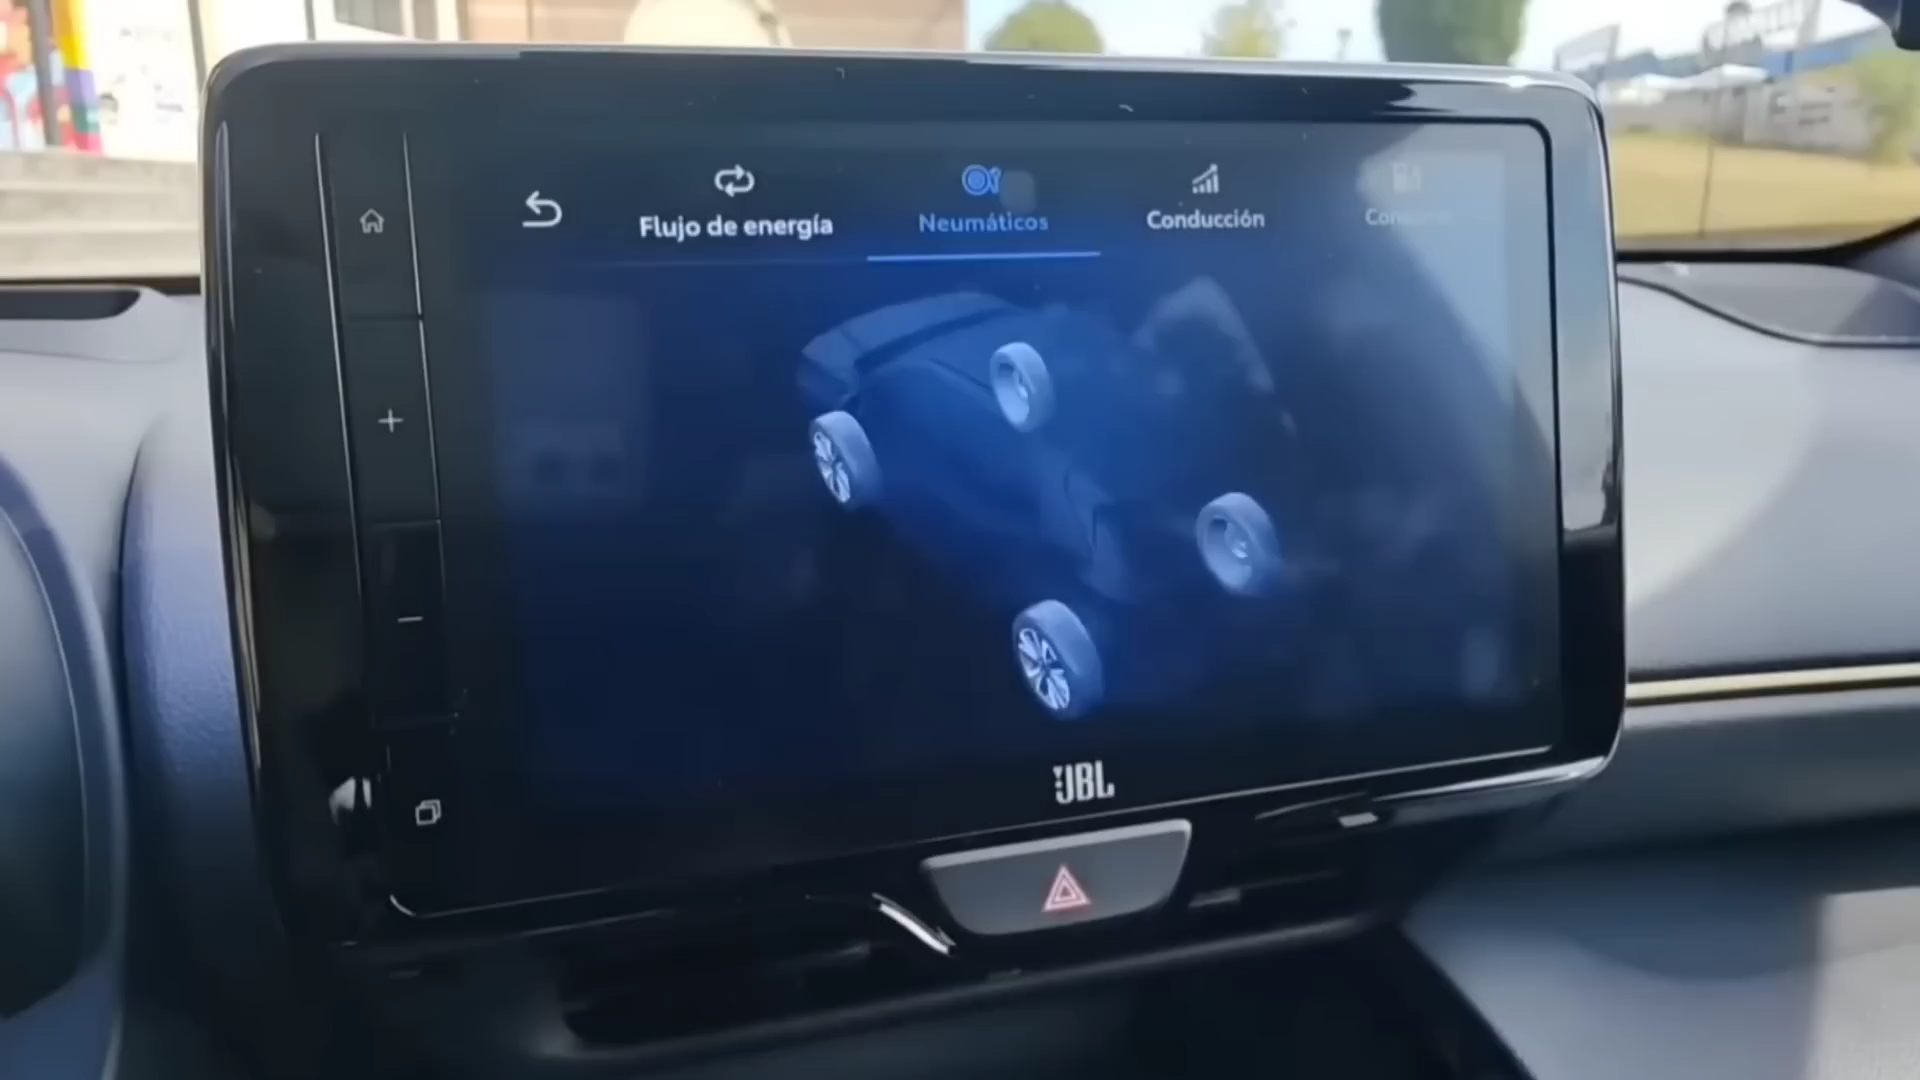 Flujo de energía
Neumáticos
Conducción
JBL